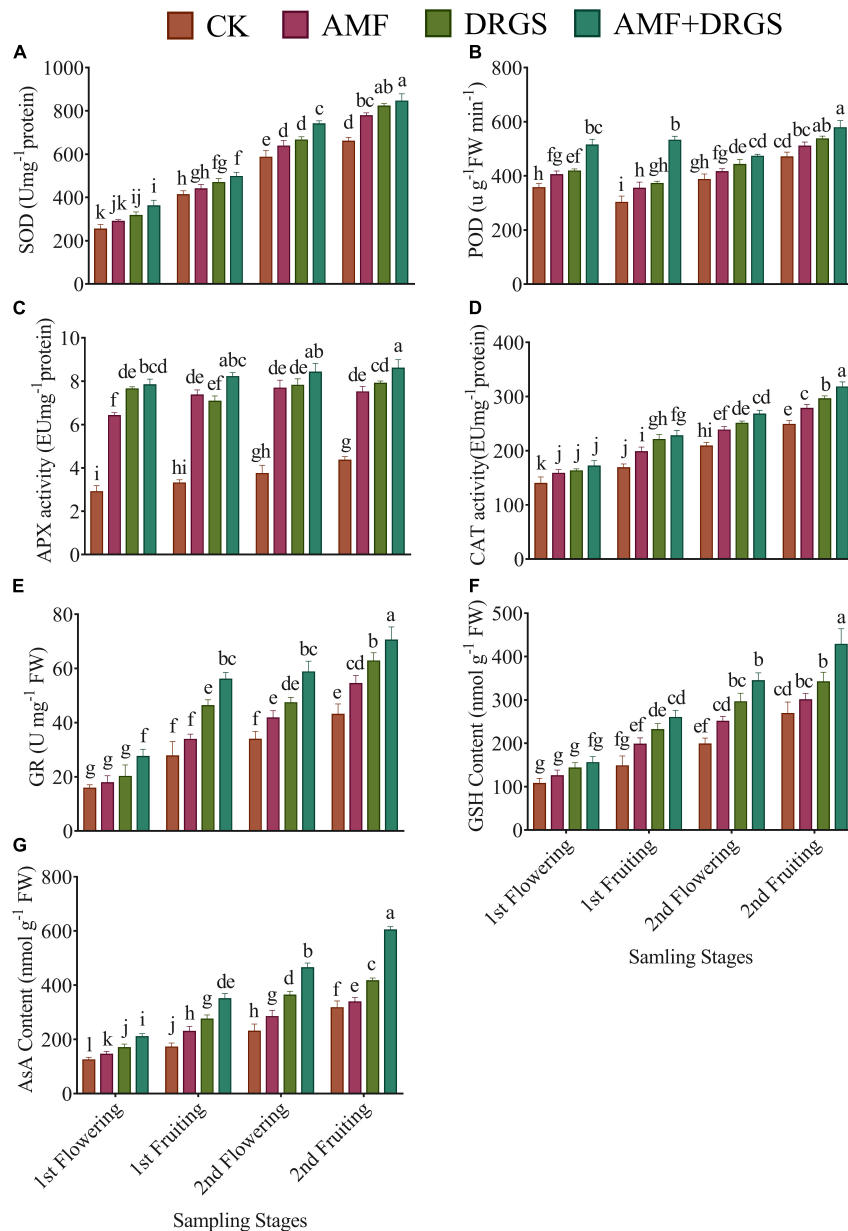 CK AMF DRGS AMF+DRGS
A
SOD (Umg⁻¹protein)
1000
800
600
400
200
0
k jk ij i h gh fg f e d d c d bc ab a
B
POD (u g⁻¹FW min⁻¹)
800
600
400
200
0
h fg ef bc i h gh b gh fg de cd cd bc ab a
C
APX activity (EUmg⁻¹protein)
10
8
6
4
2
0
i f de bcd hi de ef abc gh de de ab g de cd a
D
CAT activity(EUmg⁻¹protein)
400
300
200
100
0
k j j j j i gh fg hi ef de cd e c b a
E
GR (U mg⁻¹ FW)
80
60
40
20
0
g g g f f f e bc f e de b e cd b a
F
GSH Content (nmol g⁻¹ FW)
500
400
300
200
100
0
g g g fg fg ef de cd ef cd bc b cd bc b a
1st Flowering
1st Fruiting
2nd Flowering
2nd Fruiting
Samling Stages
G
AsA Content (nmol g⁻¹ FW)
800
600
400
200
0
l k j i j h g de h g d b f e c a
1st Flowering
1st Fruiting
2nd Flowering
2nd Fruiting
Sampling Stages